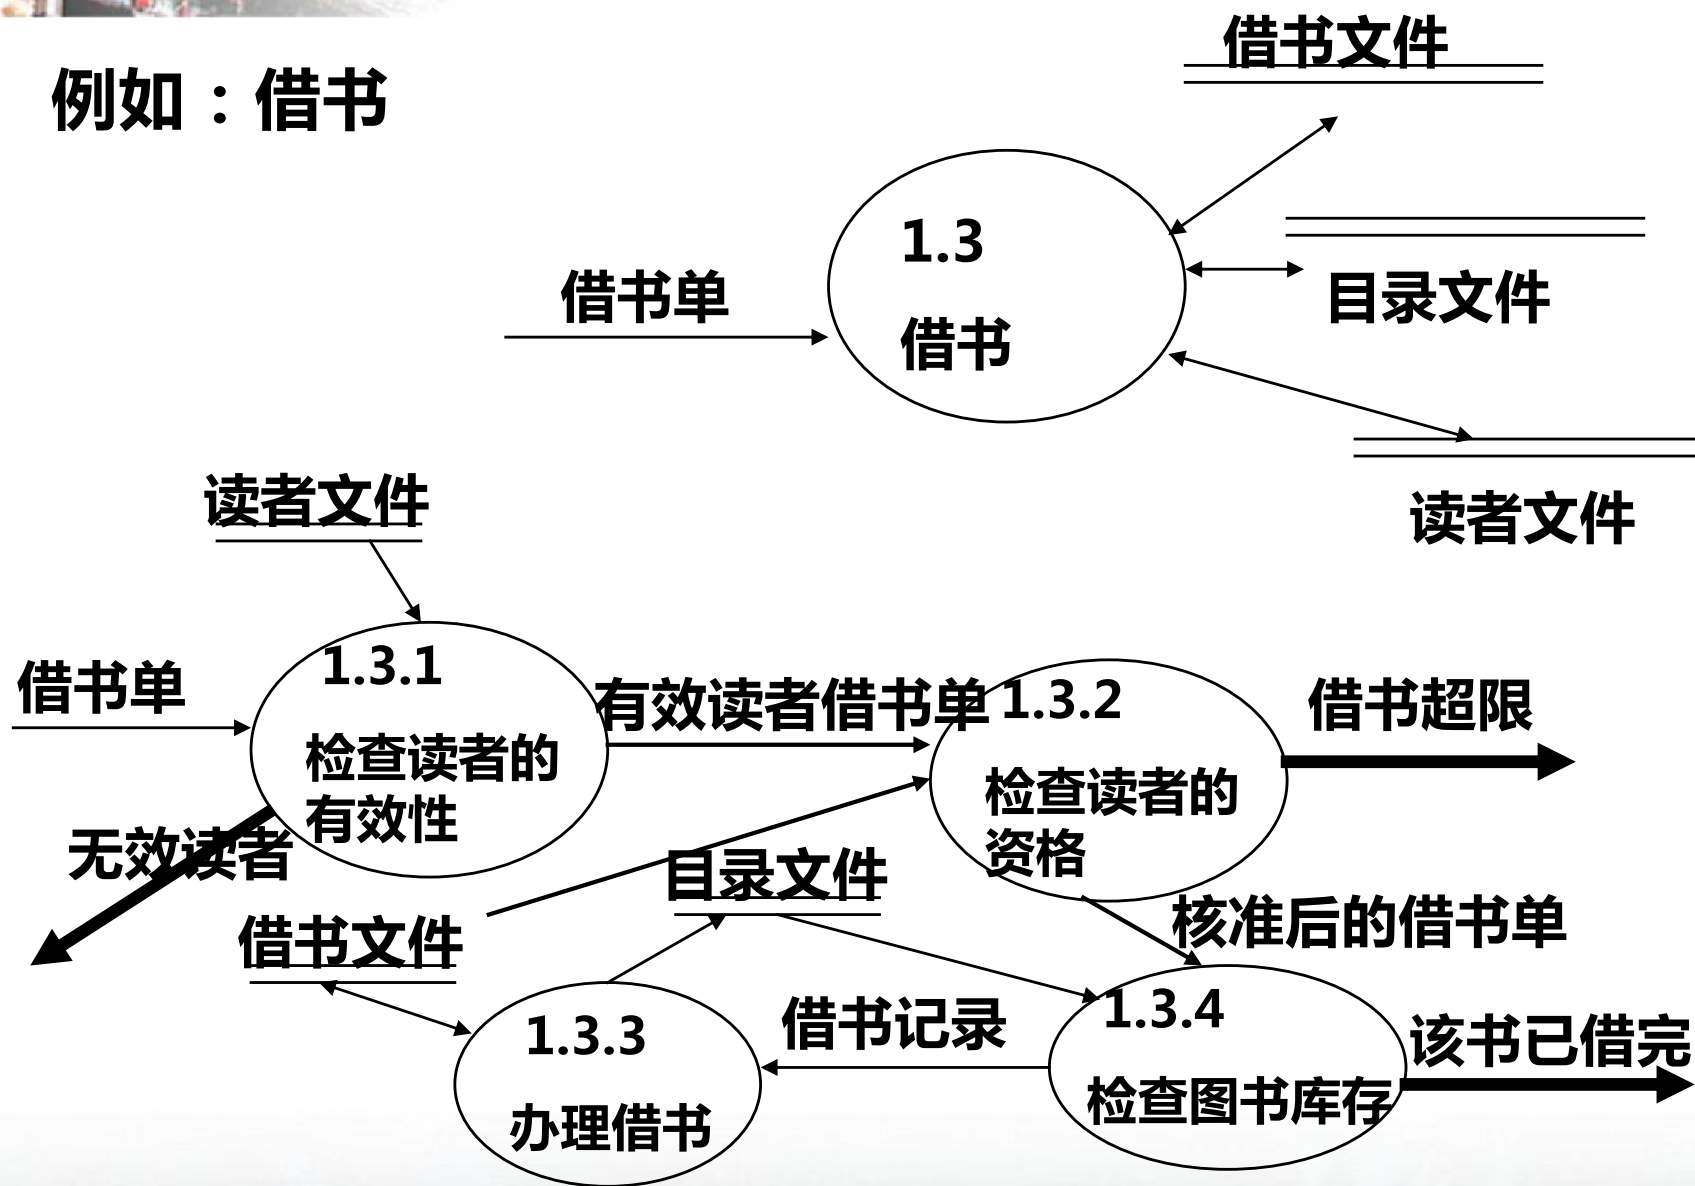 借书文件
例如：借书
1.3
借书
借书单
目录文件
读者文件
读者文件
1.3.1
检查读者的
有效性
借书单
有效读者借书单
1.3.2
检查读者的
资格
借书超限
无效读者
目录文件
核准后的借书单
借书文件
1.3.3
办理借书
借书记录
1.3.4
检查图书库存
该书已借完